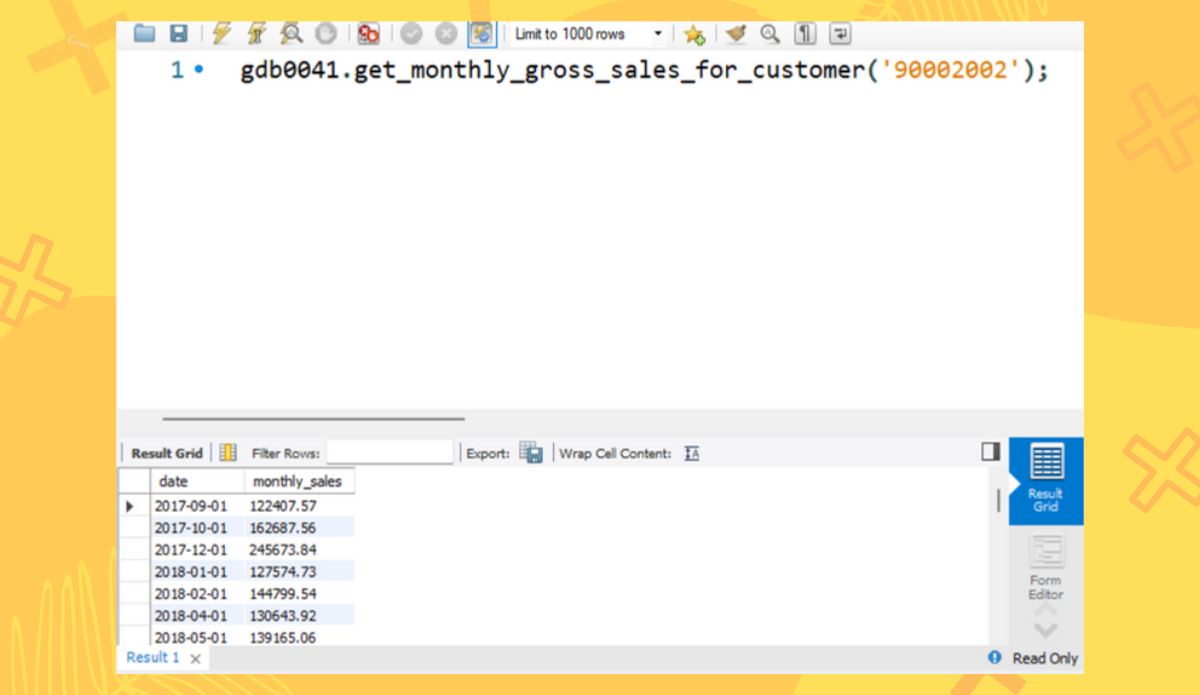 Limit to 1000 rows
1 gdb0041.get_monthly_gross_sales_for_customer('90002002');
Result Grid Filter Rows: Export: Wrap Cell Content:
date monthly_sales
2017-09-01 122407.57
2017-10-01 162687.56
2017-12-01 245673.84
2018-01-01 127574.73
2018-02-01 144799.54
2018-04-01 130643.92
2018-05-01 139165.06
Result
Grid
Form
Editor
Result 1 Read Only